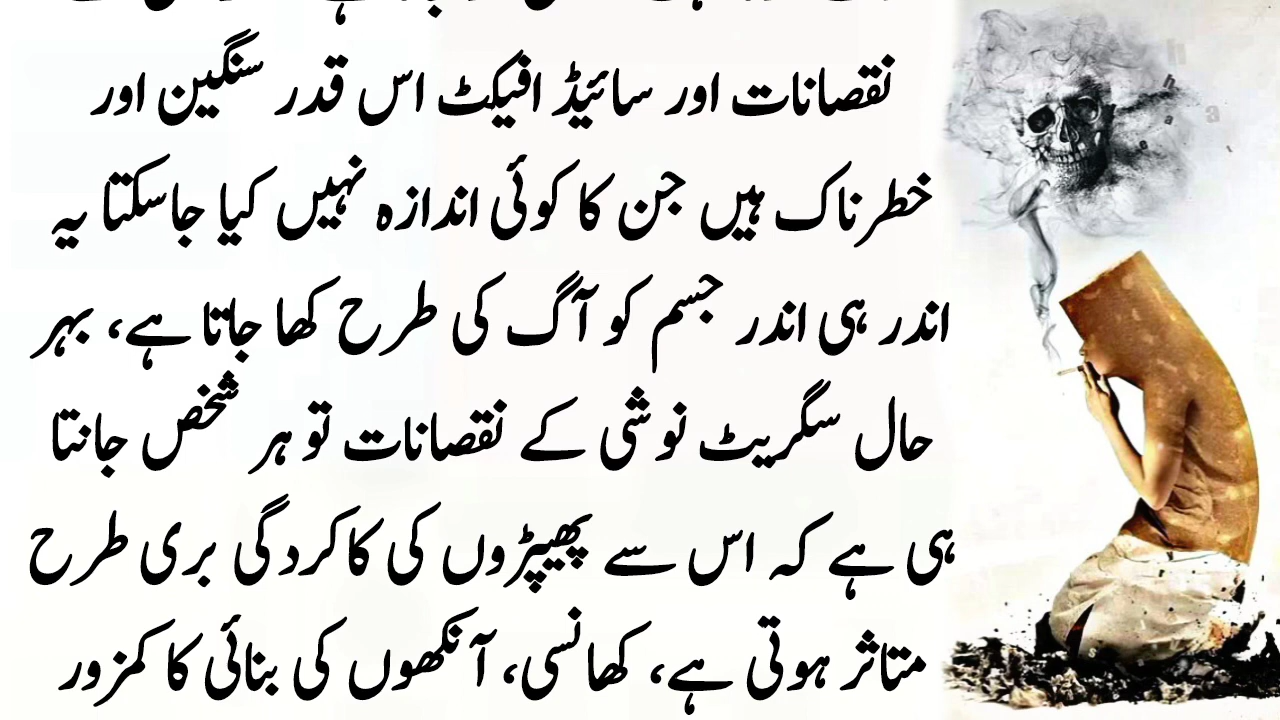 نقصانات اور سائیڈ افیکٹ اس قدر سنگین اور
خطرناک ہیں جن کا کوئی اندازہ نہیں کیا جاسکتا یہ
اندر ہی اندر جسم کو آگ کی طرح کھا جاتا ہے، بہر
حال سگریٹ نوشی کے نقصانات تو ہر شخص جانتا
ہی ہے کہ اس سے پھیپڑوں کی کاکردگی بری طرح
متاثر ہوتی ہے، کھانسی، آنکھوں کی بنائی کا کمزور